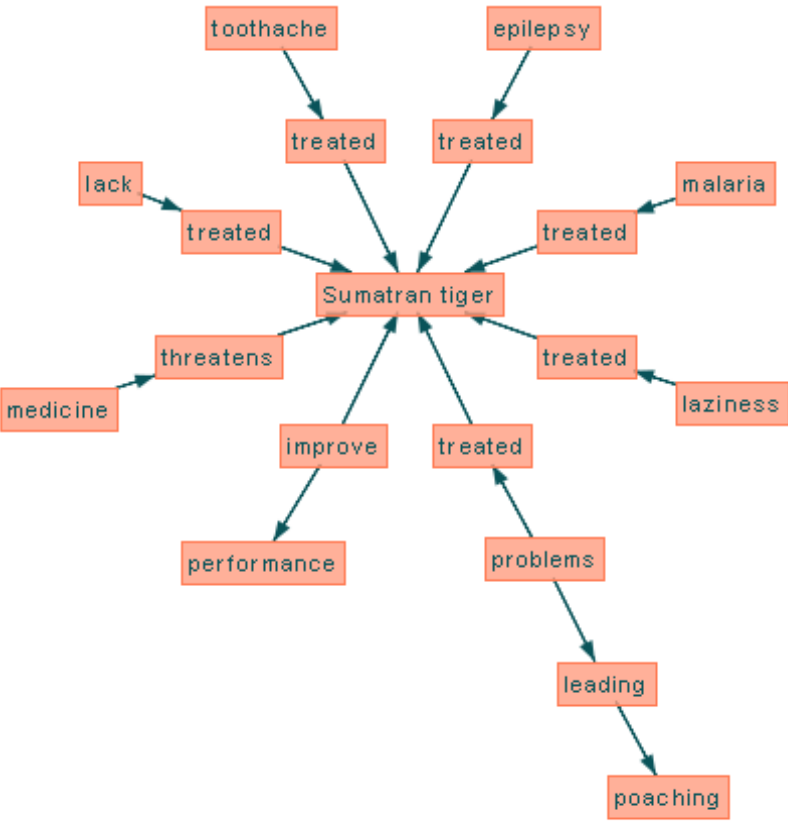 toothache
epilepsy
treated
treated
lack
malaria
treated
treated
Sumatran tiger
threatens
treated
medicine
laziness
improve
treated
performance
problems
leading
poaching